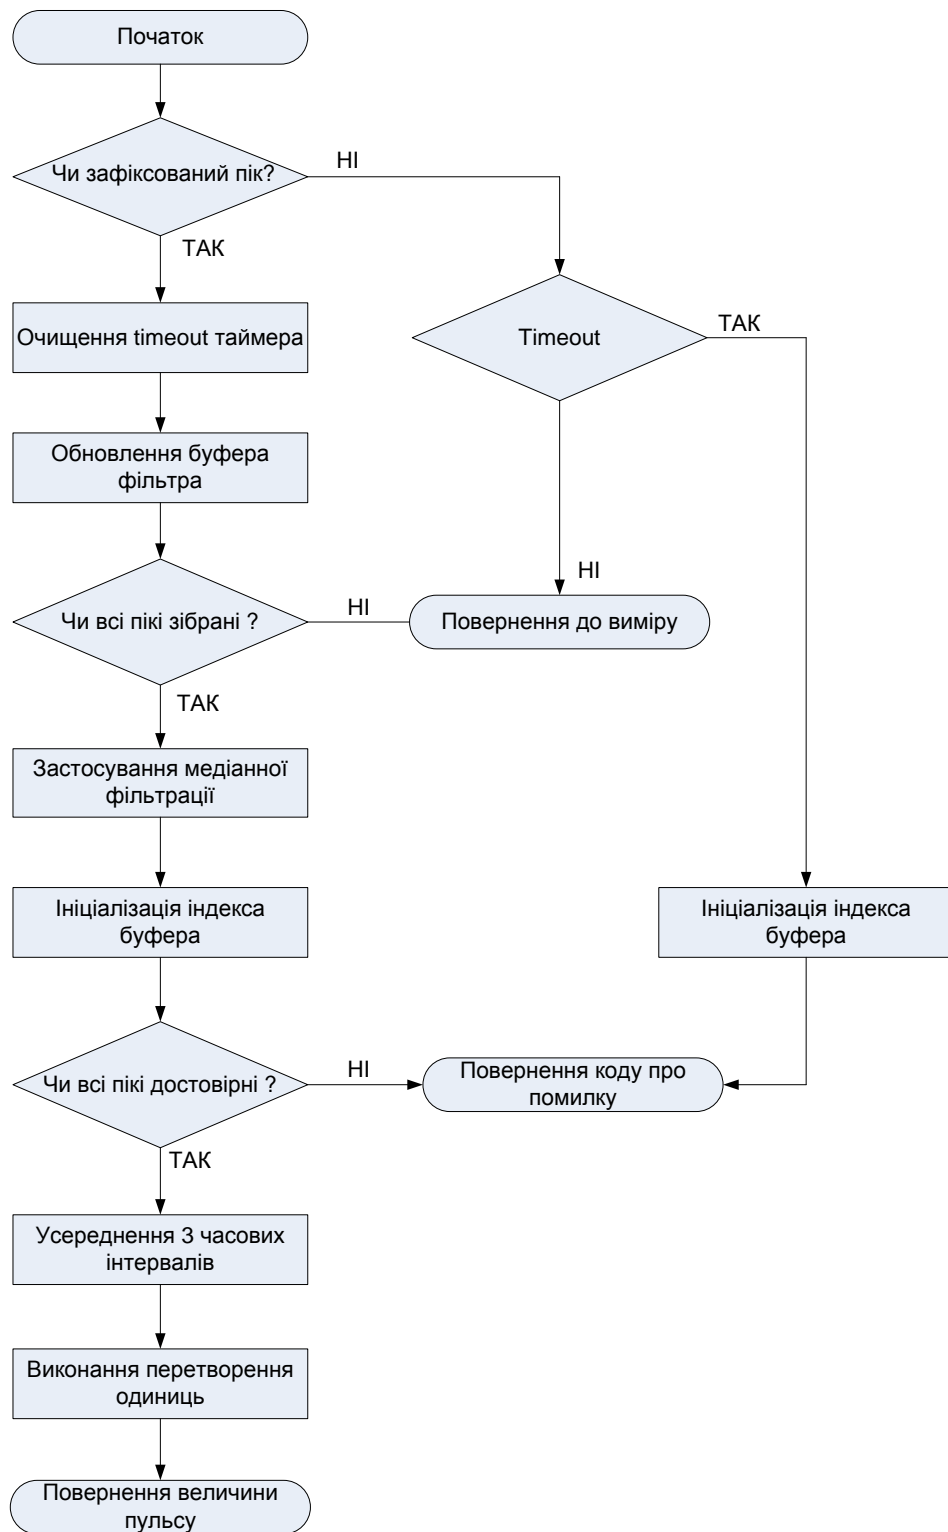 Початок
Чи зафіксований пік?
НІ
ТАК
Очищення timeout таймера
Timeout
ТАК
Обновлення буфера
фільтра
НІ
Чи всі пікі зібрані ?
НІ
Повернення до виміру
ТАК
Застосування медіанної
фільтрації
Ініціалізація індекса
буфера
Ініціалізація індекса
буфера
Чи всі пікі достовірні ?
НІ
Повернення коду про
помилку
ТАК
Усереднення 3 часових
інтервалів
Виконання перетворення
одиниць
Повернення величини
пульсу